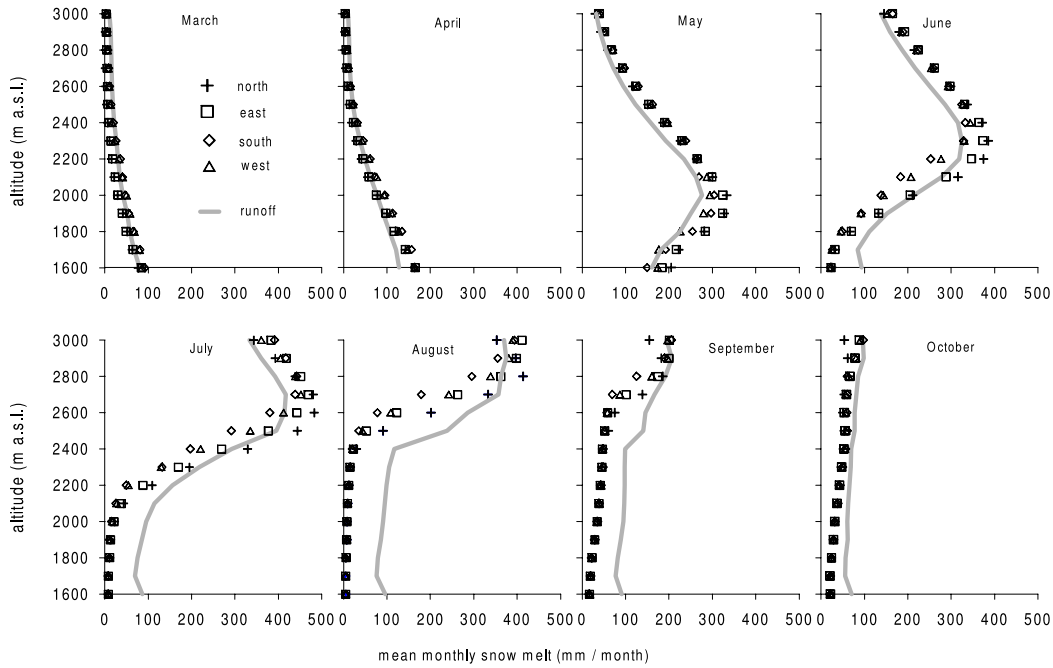 March
April
May
June
3000
2800
2600
2400
2200
2000
1800
1600
altitude (m a.s.l.)
north
east
south
west
runoff
0 100 200 300 400 500
0 100 200 300 400 500
0 100 200 300 400 500
0 100 200 300 400 500
July
August
September
October
3000
2800
2600
2400
2200
2000
1800
1600
altitude (m a.s.l.)
0 100 200 300 400 500
0 100 200 300 400 500
0 100 200 300 400 500
0 100 200 300 400 500
mean monthly snow melt (mm / month)